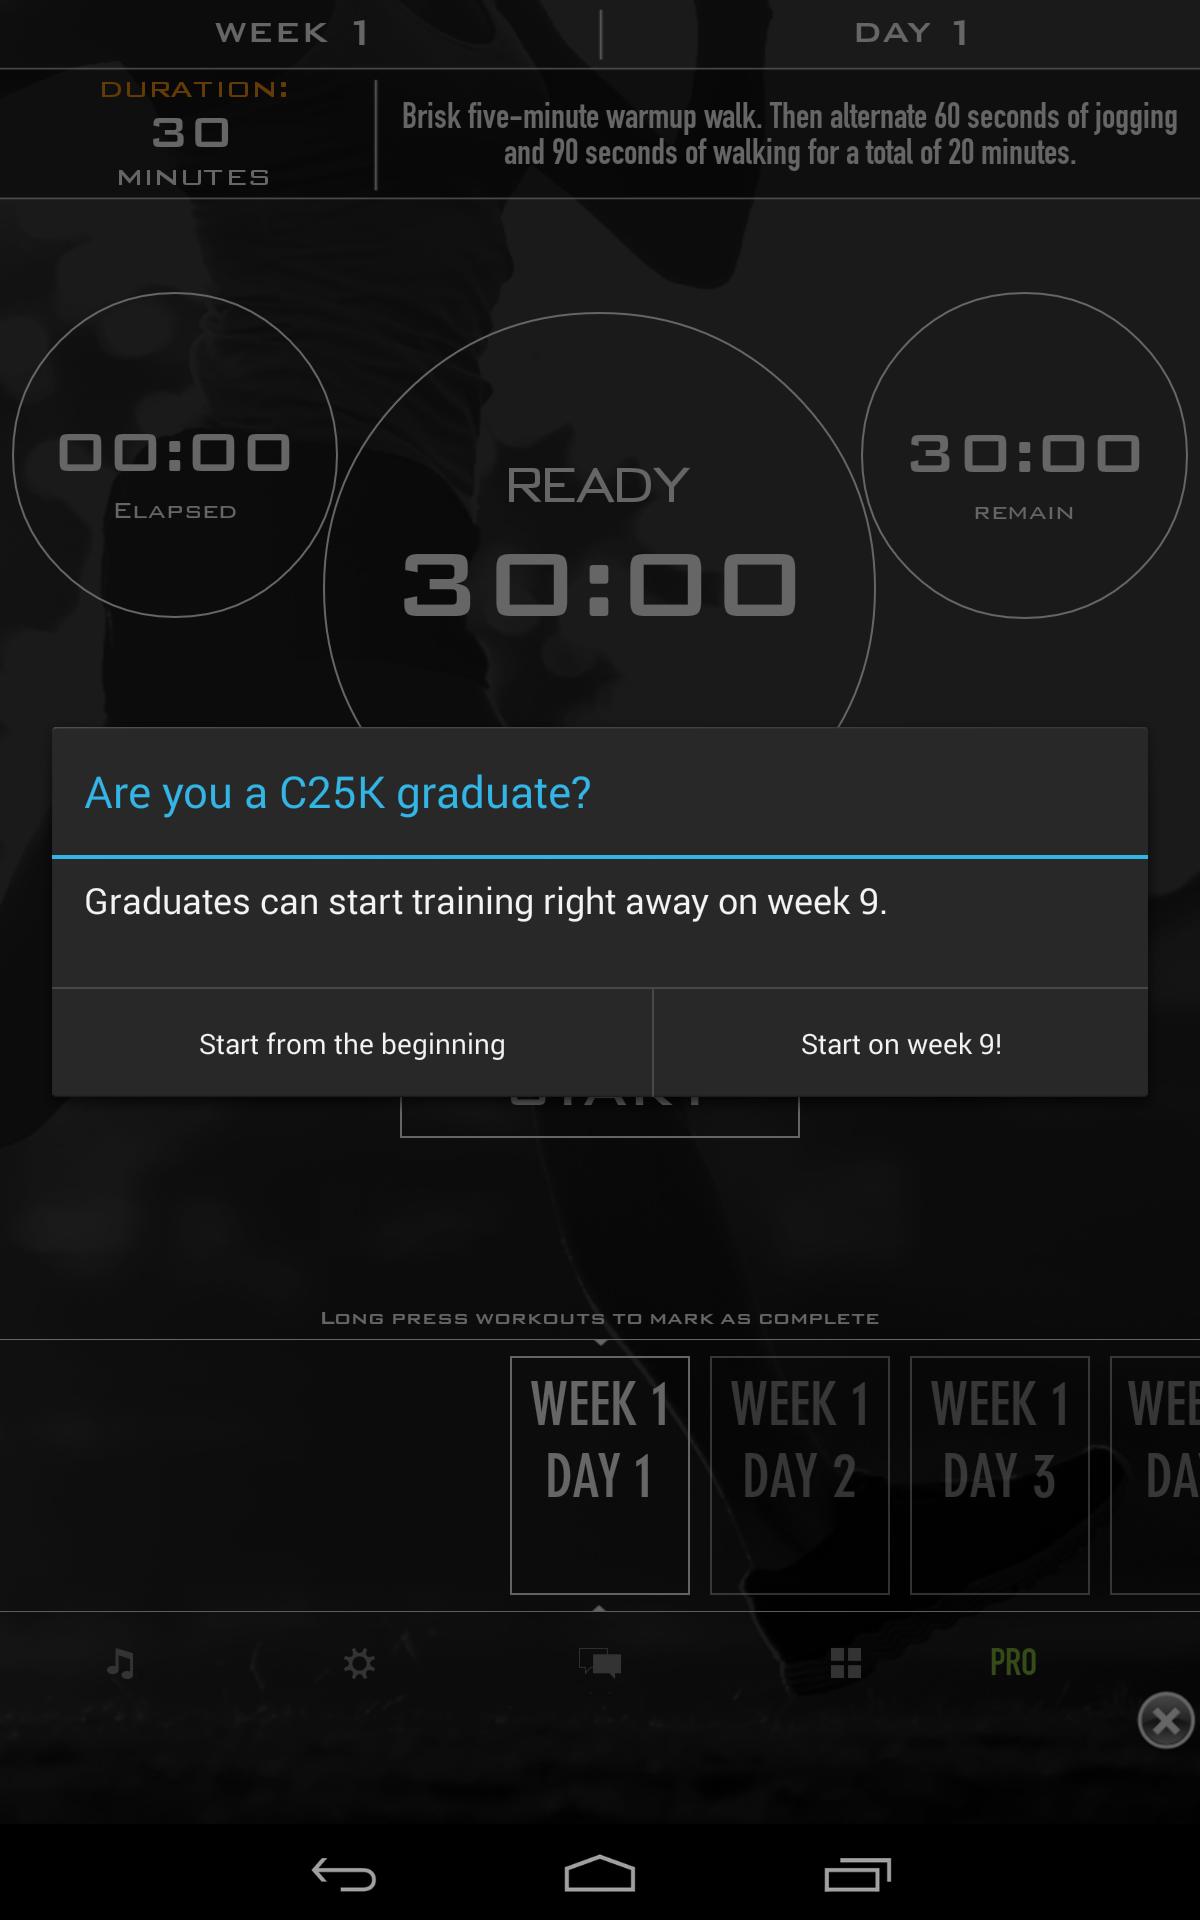 WEEK 1
DAY 1
DURATION:
30
MINUTES
Brisk five-minute warmup walk. Then alternate 60 seconds of jogging
and 90 seconds of walking for a total of 20 minutes.
00:00
ELAPSED
READY
30:00
30:00
REMAIN
Are you a C25K graduate?
Graduates can start training right away on week 9.
Start from the beginning
Start on week 9!
START
LONG PRESS WORKOUTS TO MARK AS COMPLETE
WEEK 1
DAY 1
WEEK 1
DAY 2
WEEK 1
DAY 3
PRO